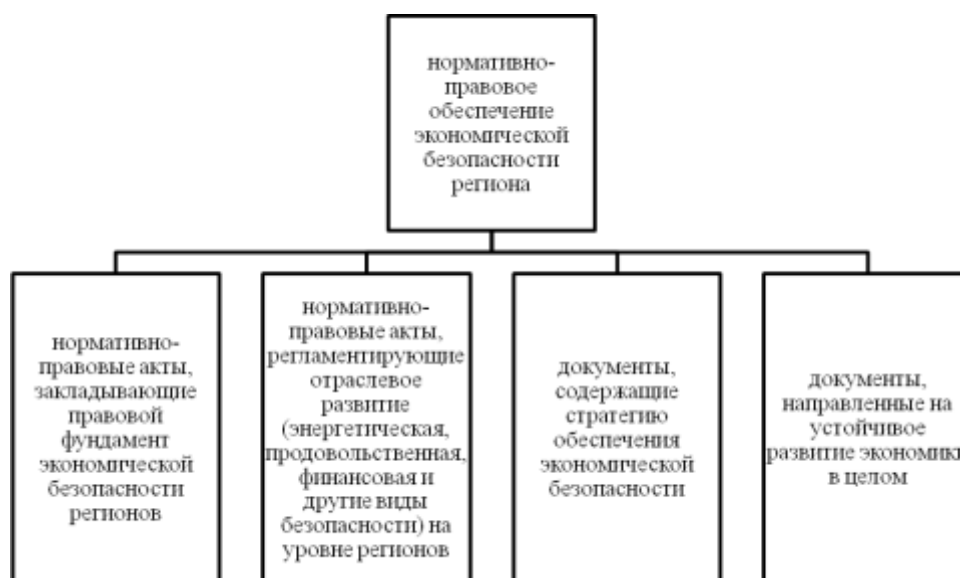 нормативно-
правовое
обеспечение
экономической
безопасности
региона
нормативно-
правовые акты,
закладывающие
правовой
фундамент
экономической
безопасности
регионов
нормативно-
правовые акты,
регламентирующие
отраслевое
развитие
(энергетическая,
продовольственная,
финансовая и
другие виды
безопасности) на
уровне регионов
документы,
содержащие
стратегию
обеспечения
экономической
безопасности
документы,
направленные на
устойчивое
развитие экономики
в целом